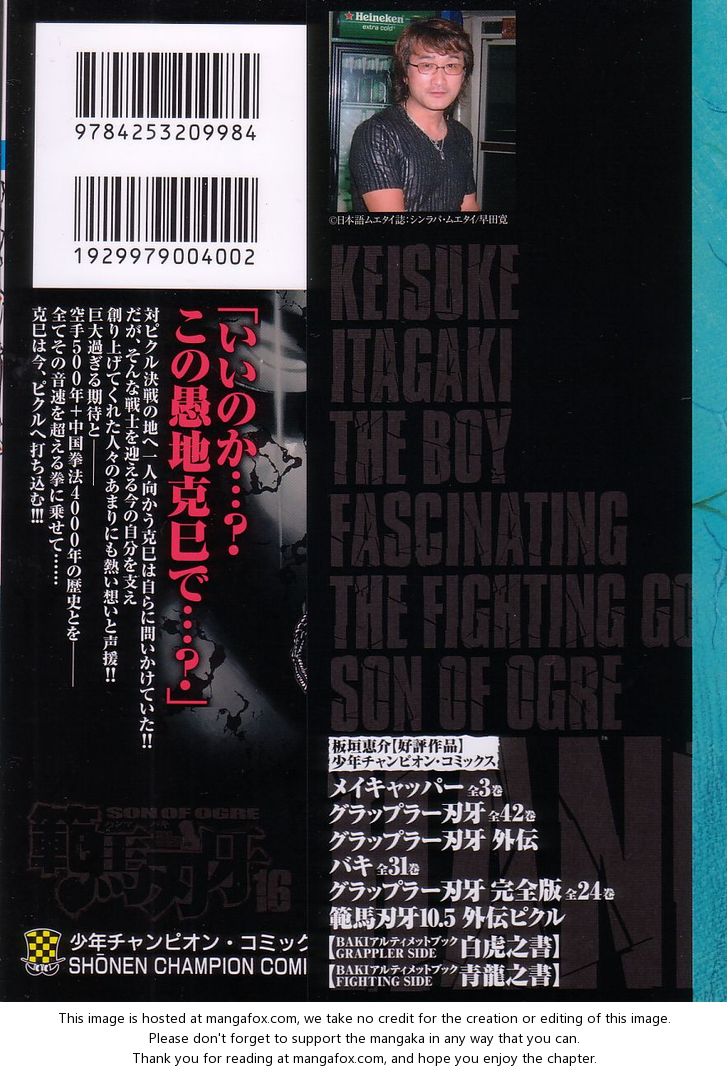 9784253209984
1929979004002
「いいのか…?
この愚地克巳で…?」
対ピクル決戦の地へ一人向かう克巳は自らに問いかけていた!!
だが、そんな戦士を迎える今の自分を支え
創り上げてくれた人々のあまりにも熱い想いと声援!!
巨大過ぎる期待と――
空手500年+中国拳法4000年の歴史とを――
全てその音速を超える拳に乗せて……
克巳は今、ピクルへ打ち込む!!!
SON OF OGRE
範馬刃牙 16
少年チャンピオン・コミック
SHŌNEN CHAMPION COMI
Heineken
extra cold
©日本語ムエタイ誌:シンラパ・ムエタイ/早田寛
KEISUKE
ITAGAKI
THE BOY
FASCINATING
THE FIGHTING GO
SON OF OGRE
HANI
板垣恵介【好評作品】
少年チャンピオン・コミックス
メイキャッパー 全3巻
グラップラー刃牙 全42巻
グラップラー刃牙 外伝
バキ 全31巻
グラップラー刃牙 完全版 全24巻
範馬刃牙10.5 外伝ピクル
【BAKIアルティメットブック GRAPPLER SIDE 白虎之書】
【BAKIアルティメットブック FIGHTING SIDE 青龍之書】
This image is hosted at mangafox.com, we take no credit for the creation or editing of this image.
Please don't forget to support the mangaka in any way that you can.
Thank you for reading at mangafox.com, and hope you enjoy the chapter.